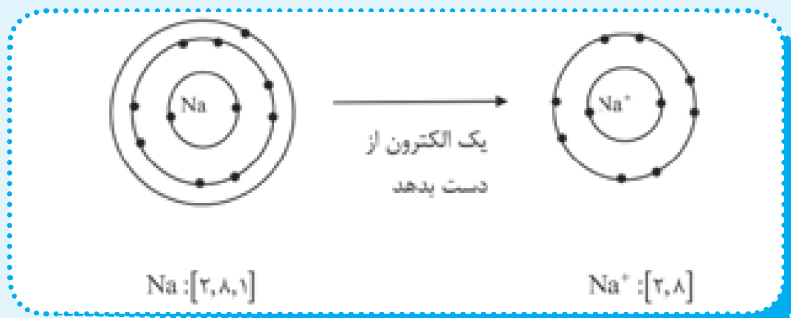 Na
یک الکترون از
دست بدهد
Na⁺
Na :[۲,۸,۱]
Na⁺ :[۲,۸]